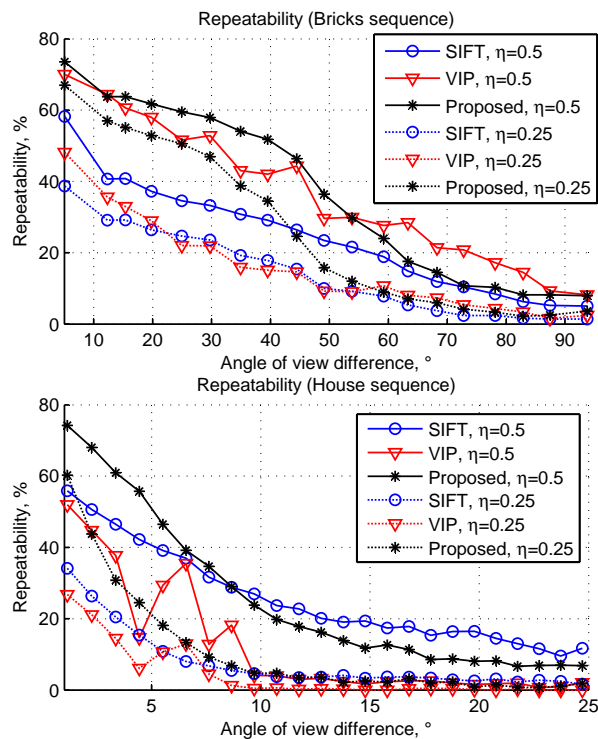 Repeatability (Bricks sequence)
80
60
40
20
0
Repeatability, %
SIFT, η=0.5
VIP, η=0.5
Proposed, η=0.5
SIFT, η=0.25
VIP, η=0.25
Proposed, η=0.25
10 20 30 40 50 60 70 80 90
Angle of view difference, °
Repeatability (House sequence)
80
60
40
20
0
Repeatability, %
SIFT, η=0.5
VIP, η=0.5
Proposed, η=0.5
SIFT, η=0.25
VIP, η=0.25
Proposed, η=0.25
5 10 15 20 25
Angle of view difference, °